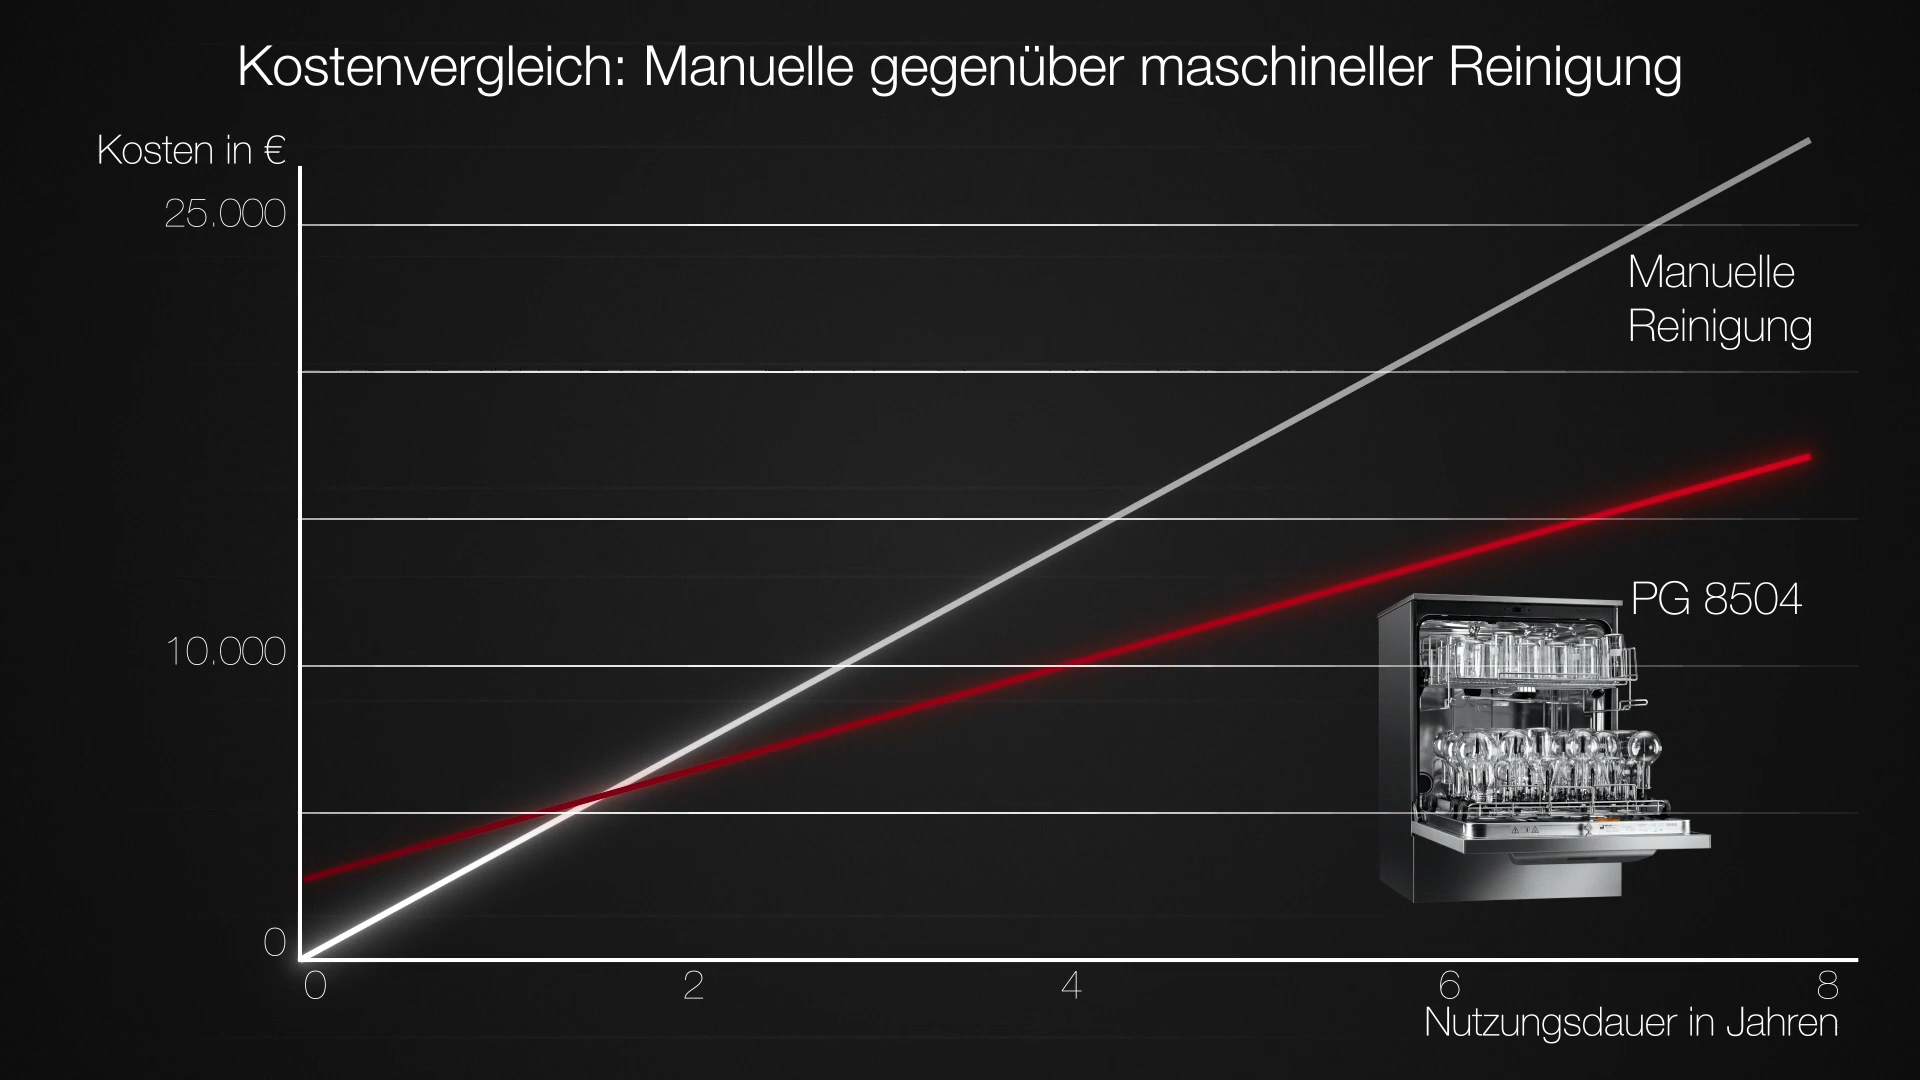 Kostenvergleich: Manuelle gegenüber maschineller Reinigung
Kosten in €
25.000
Manuelle
Reinigung
PG 8504
10.000
0
0 2 4 6 8
Nutzungsdauer in Jahren